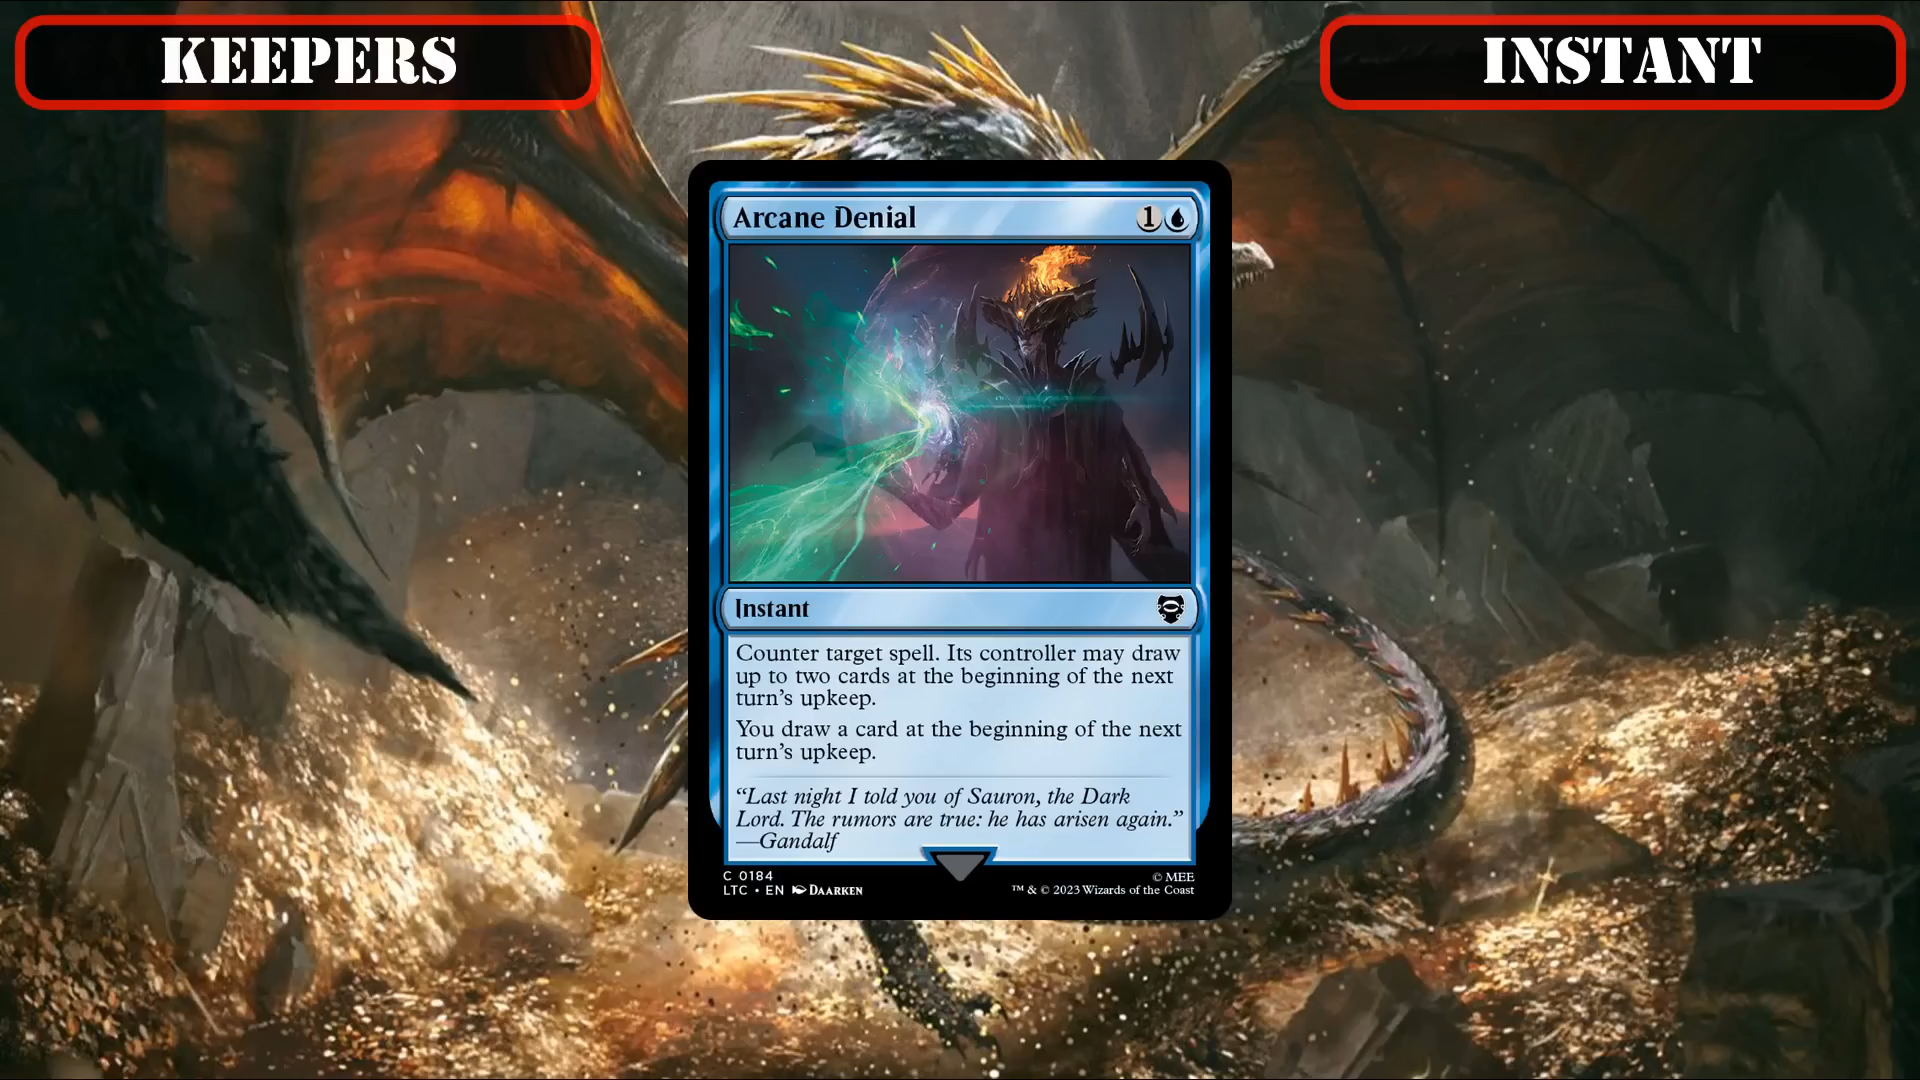 KEEPERS
INSTANT
Arcane Denial 1
Instant
Counter target spell. Its controller may draw
up to two cards at the beginning of the next
turn's upkeep.
You draw a card at the beginning of the next
turn's upkeep.
“Last night I told you of Sauron, the Dark
Lord. The rumors are true: he has arisen again.”
—Gandalf
C 0184
LTC • EN DAARKEN
© MEE
™ & © 2023 Wizards of the Coast